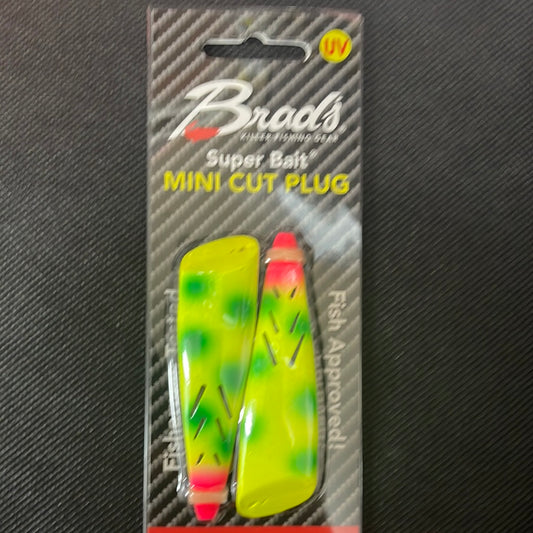 UV
Brad's
KILLER FISHING GEAR
Super Bait®
MINI CUT PLUG
Fish Approved!